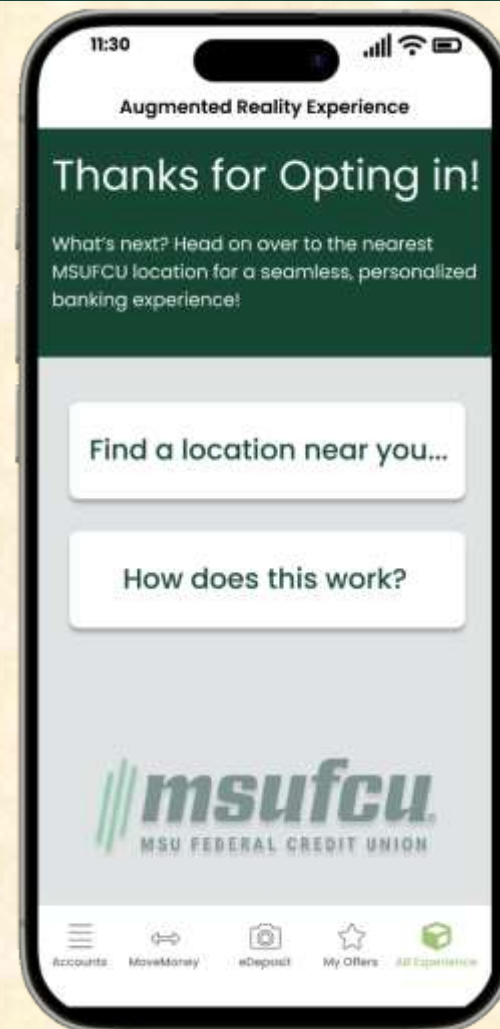 11:30
Augmented Reality Experience
Thanks for Opting in!
What's next? Head on over to the nearest
MSUFCU location for a seamless, personalized
banking experience!
Find a location near you...
How does this work?
msufcu
MSU FEDERAL CREDIT UNION
Accounts MoveMoney eDeposit My Offers AR Experience